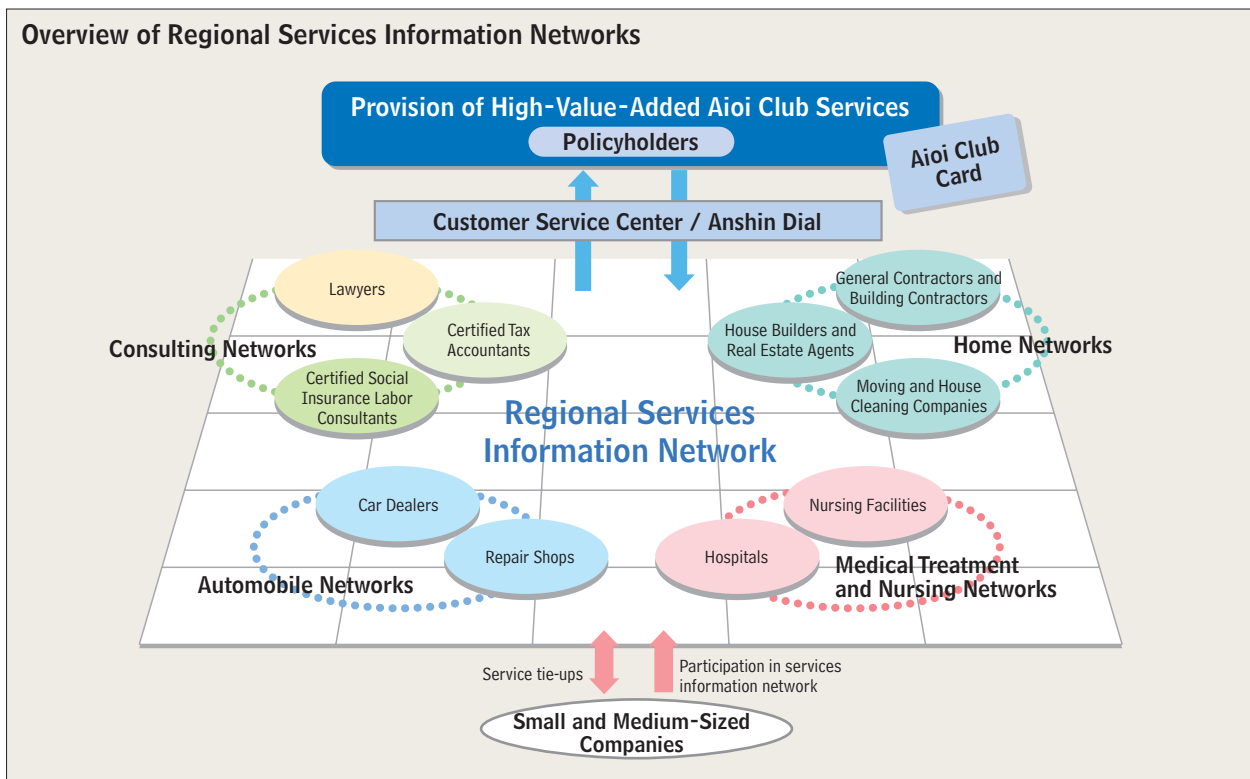 Overview of Regional Services Information Networks
Provision of High-Value-Added Aioi Club Services
Policyholders
Aioi Club
Card
Customer Service Center / Anshin Dial
Lawyers
Certified Tax
Accountants
Consulting Networks
Certified Social
Insurance Labor
Consultants
General Contractors and
Building Contractors
House Builders and
Real Estate Agents
Home Networks
Moving and House
Cleaning Companies
Regional Services
Information Network
Car Dealers
Repair Shops
Automobile Networks
Nursing Facilities
Hospitals
Medical Treatment
and Nursing Networks
Service tie-ups
Participation in services
information network
Small and Medium-Sized
Companies